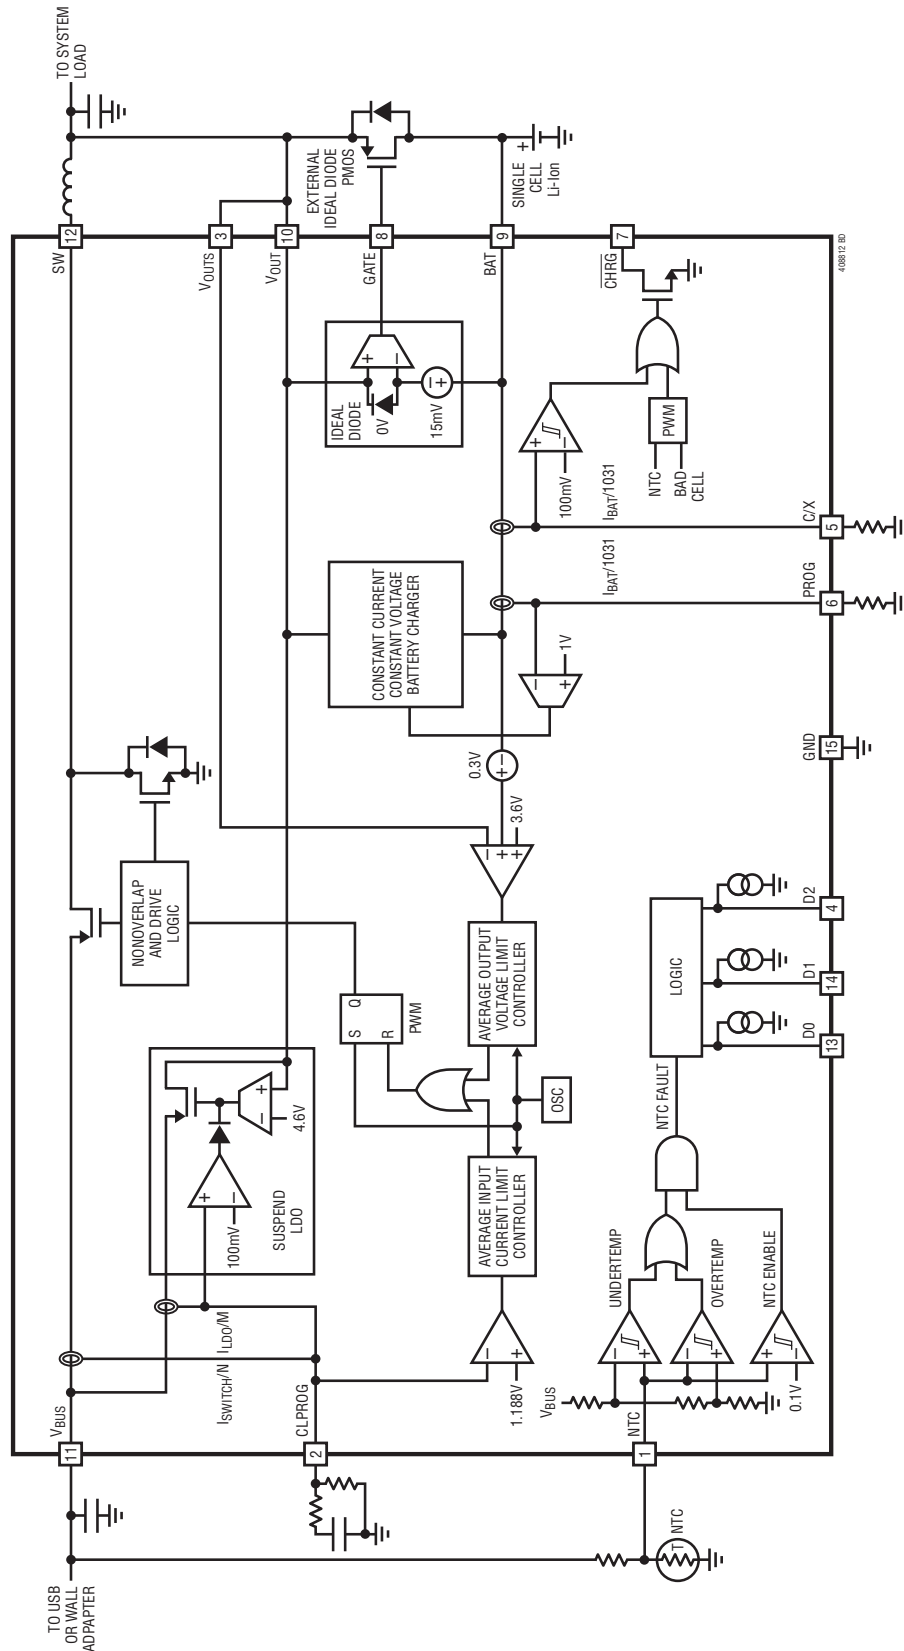 TO USB
OR WALL
ADPAPTER
11
VBUS
ISWITCH/N
ILDO/M
2
CLPROG
100mV
+
−
SUSPEND
LDO
+
−
4.6V
NONOVERLAP
AND DRIVE
LOGIC
SW
12
TO SYSTEM
LOAD
VOUTS
3
VOUT
10
EXTERNAL
IDEAL DIODE
PMOS
GATE
8
IDEAL
DIODE
0V
+
−
15mV
−
+
BAT
9
SINGLE
CELL
Li-Ion
+
CONSTANT CURRENT
CONSTANT VOLTAGE
BATTERY CHARGER
−
+
1V
0.3V
+
−
3.6V
−
+
+
S
Q
R
PWM
1.188V
−
+
AVERAGE INPUT
CURRENT LIMIT
CONTROLLER
OSC
AVERAGE OUTPUT
VOLTAGE LIMIT
CONTROLLER
IBAT/1031
IBAT/1031
100mV
+
−
NTC
BAD
CELL
PWM
CHRG
7
C/X
5
PROG
6
GND
15
VBUS
NTC
1
T
NTC
−
+
UNDERTEMP
−
+
OVERTEMP
+
−
0.1V
NTC ENABLE
NTC FAULT
LOGIC
D0
13
D1
14
D2
4
408812 BD